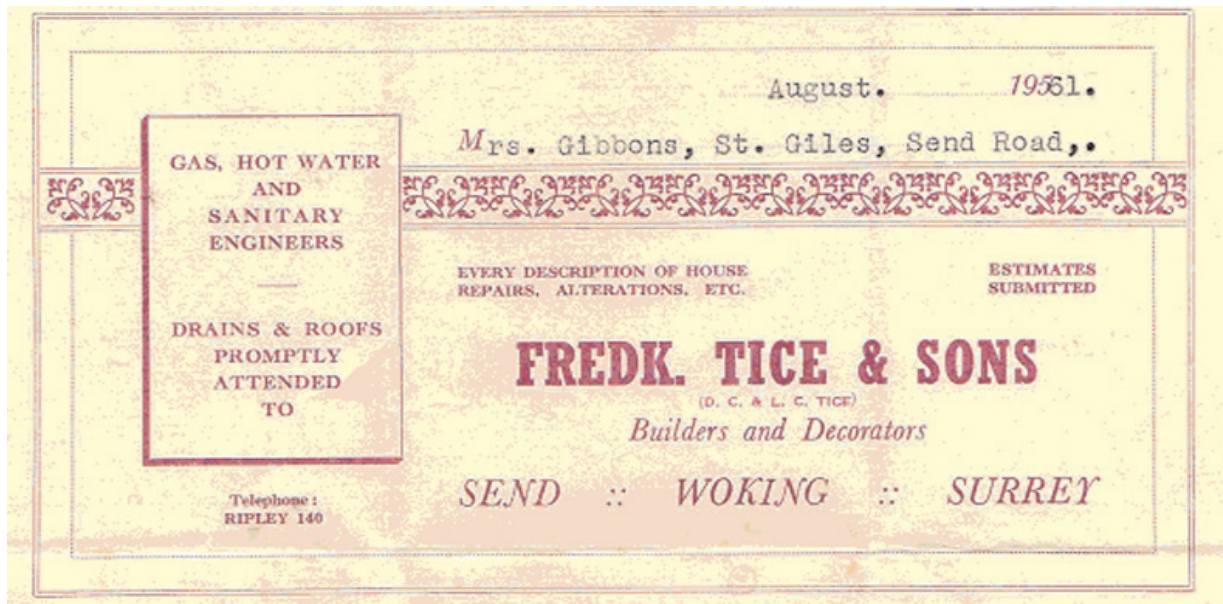 August. 19561.
Mrs. Gibbons, St. Giles, Send Road,.
GAS, HOT WATER
AND
SANITARY
ENGINEERS
DRAINS & ROOFS
PROMPTLY
ATTENDED
TO
Telephone:
RIPLEY 140
EVERY DESCRIPTION OF HOUSE
REPAIRS, ALTERATIONS, ETC.
ESTIMATES
SUBMITTED
FREDK. TICE & SONS
(D. C. & L. C. TICE)
Builders and Decorators
SEND :: WOKING :: SURREY